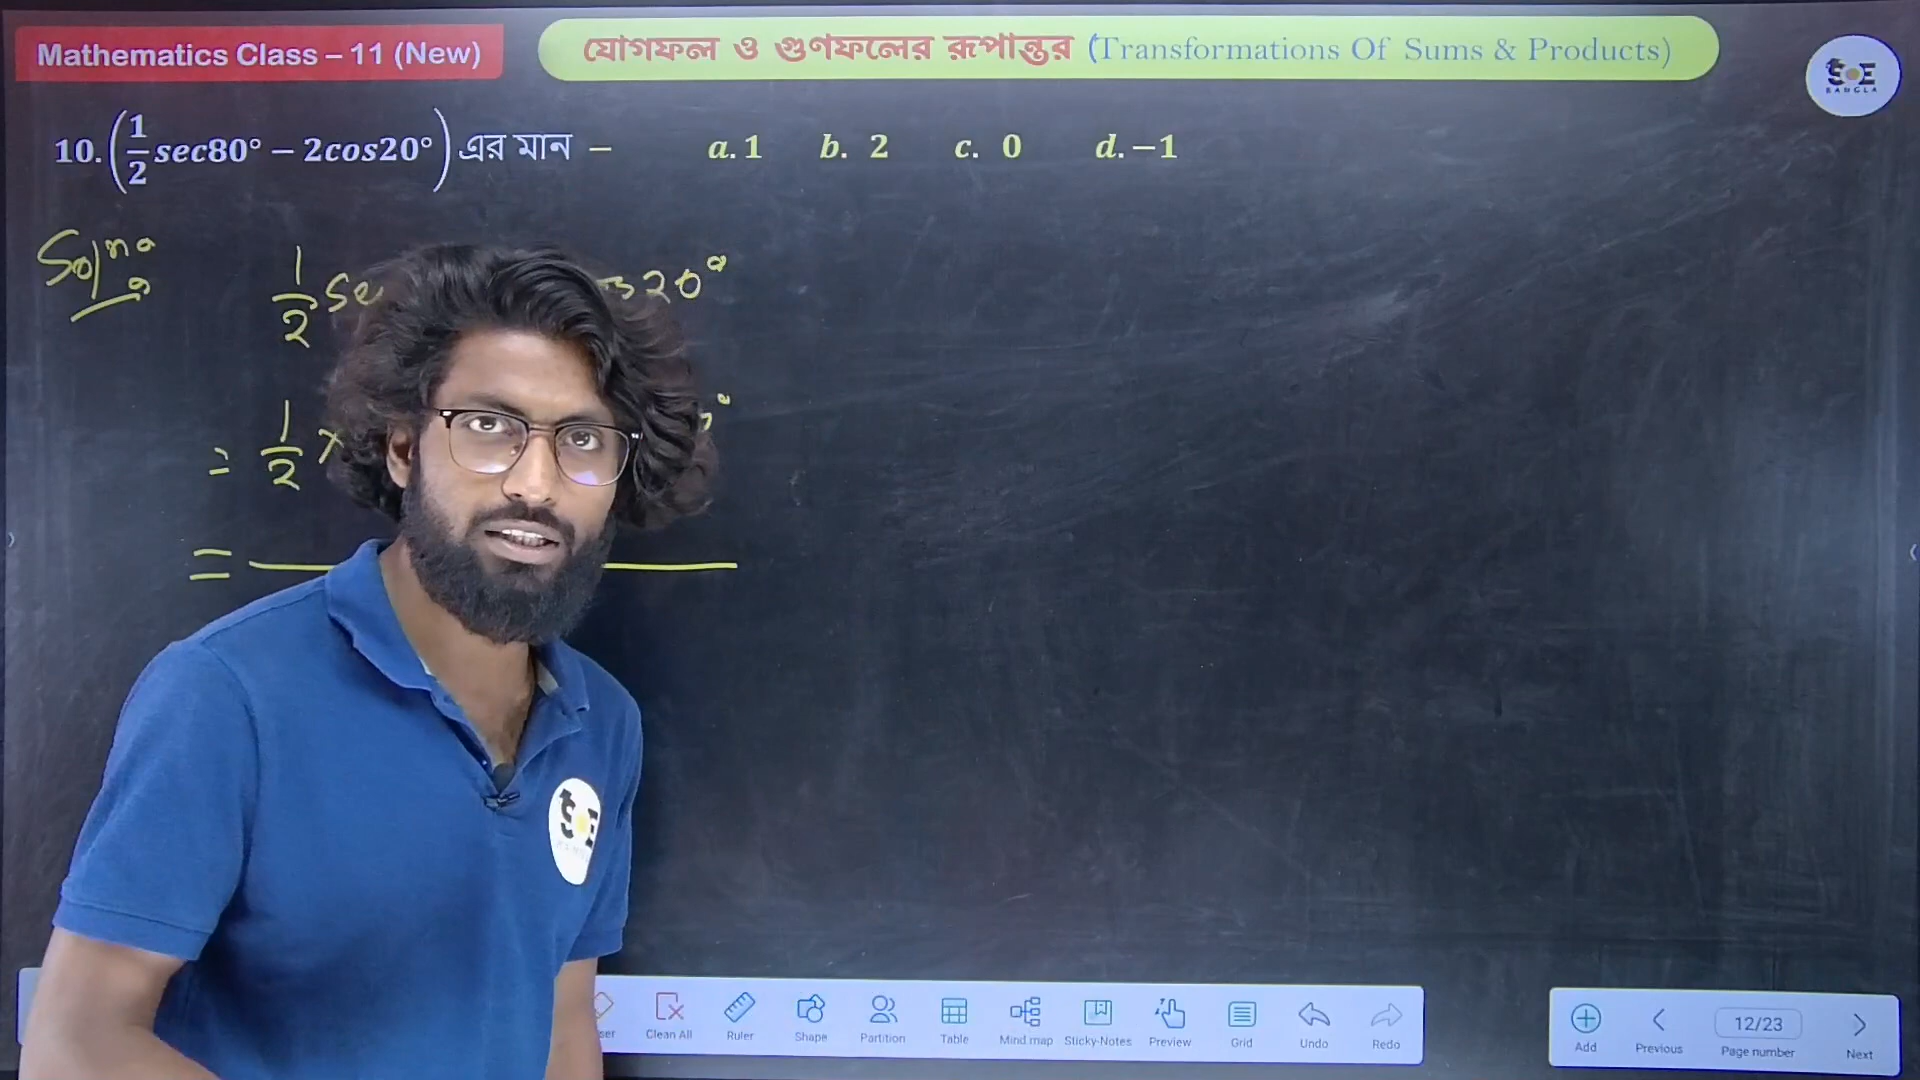 Mathematics Class – 11 (New)
যোগফল ও গুণফলের রূপান্তর (Transformations Of Sums & Products)
SOE
BANGLA
10. (1/2 sec80° − 2cos20°) এর মান − a. 1 b. 2 c. 0 d. −1
Soln
1/2 se 20°
= 1/2 ×
=
Clean All
Ruler
Shape
Partition
Table
Mind map
Sticky-Notes
Preview
Grid
Undo
Redo
Add
Previous
12/23
Page number
Next